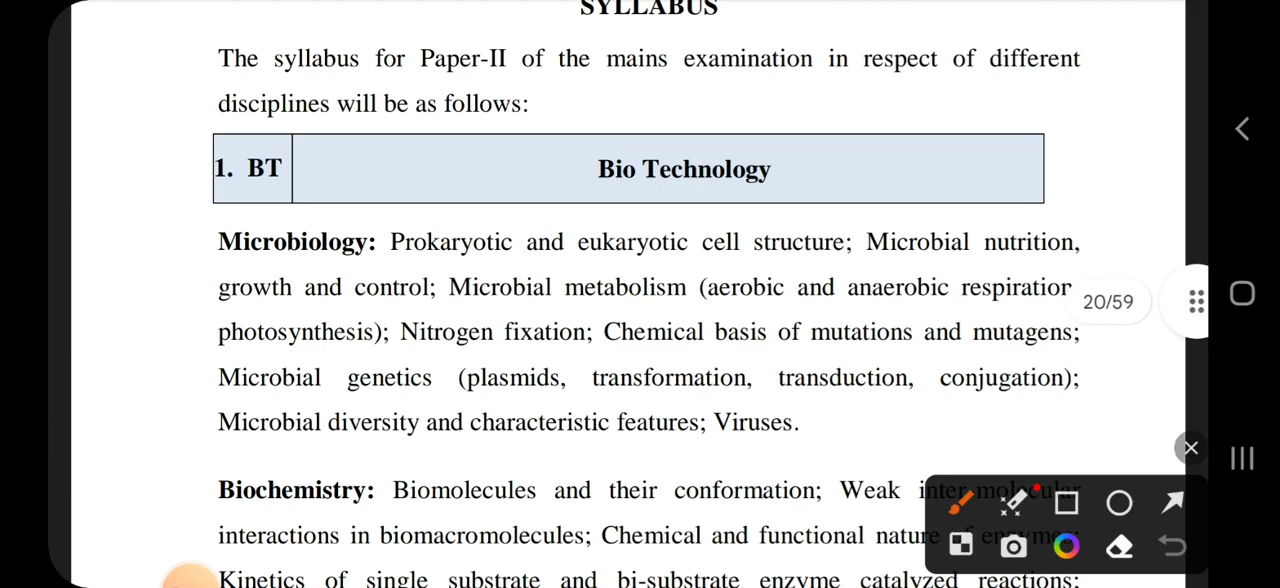 SYLLABUS
The syllabus for Paper-II of the mains examination in respect of different
disciplines will be as follows:
1. BT Bio Technology
Microbiology: Prokaryotic and eukaryotic cell structure; Microbial nutrition,
growth and control; Microbial metabolism (aerobic and anaerobic respiration
20/59
photosynthesis); Nitrogen fixation; Chemical basis of mutations and mutagens;
Microbial genetics (plasmids, transformation, transduction, conjugation);
Microbial diversity and characteristic features; Viruses.
Biochemistry: Biomolecules and their conformation; Weak inter-molecular
interactions in biomacromolecules; Chemical and functional nature of enzymes;
Kinetics of single substrate and bi-substrate enzyme catalyzed reactions;